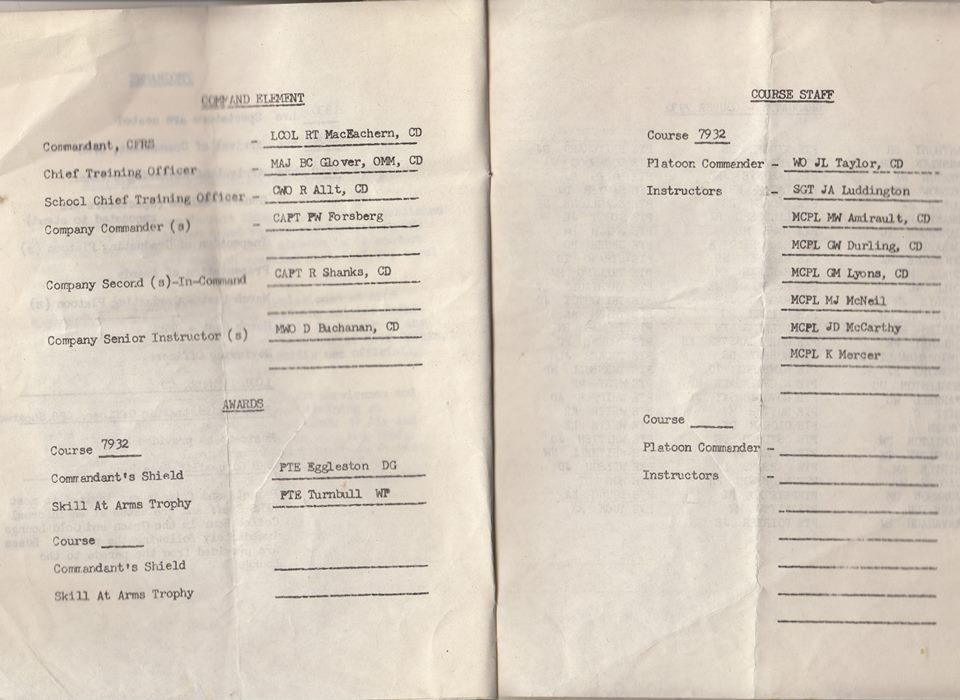 COMMAND ELEMENT
Commandant, CFRS - LCOL RT MacEachern, CD
Chief Training Officer - MAJ BC Glover, OMM, CD
School Chief Training Officer - CWO R Allt, CD
Company Commander (s) - CAPT PW Forsberg
Company Second (s)-In-Command CAPT R Shanks, CD
Company Senior Instructor (s) MWO D Buchanan, CD
AWARDS
Course 7932
Commandant's Shield PTE Eggleston DG
Skill At Arms Trophy PTE Turnbull WP
Course
Commandant's Shield
Skill At Arms Trophy
COURSE STAFF
Course 7932
Platoon Commander - WO JL Taylor, CD
Instructors - SGT JA Luddington
MCPL MW Amirault, CD
MCPL GW Durling, CD
MCPL GM Lyons, CD
MCPL MJ McNeil
MCPL JD McCarthy
MCPL K Mercer
Course
Platoon Commander -
Instructors -